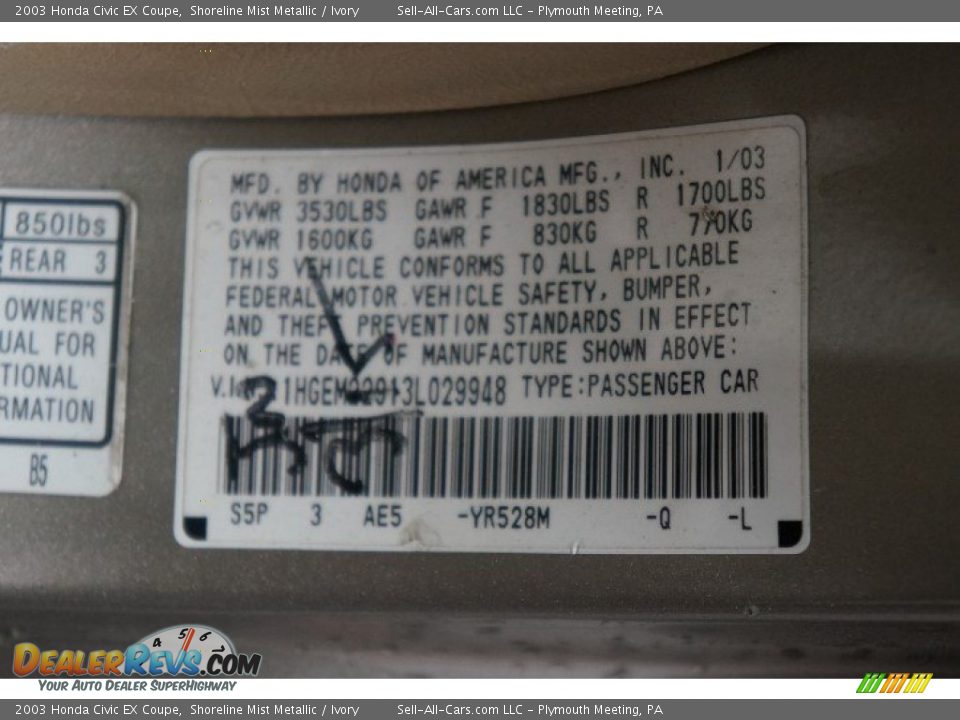 2003 Honda Civic EX Coupe, Shoreline Mist Metallic / Ivory Sell-All-Cars.com LLC - Plymouth Meeting, PA
850lbs
REAR 3
OWNER'S
UAL FOR
TIONAL
RMATION
B5
MFD. BY HONDA OF AMERICA MFG., INC. 1/03
GVWR 3530LBS GAWR F 1830LBS R 1700LBS
GVWR 1600KG GAWR F 830KG R 770KG
THIS VEHICLE CONFORMS TO ALL APPLICABLE
FEDERAL MOTOR VEHICLE SAFETY, BUMPER,
AND THEFT PREVENTION STANDARDS IN EFFECT
ON THE DATE OF MANUFACTURE SHOWN ABOVE:
1HGEM22913L029948 TYPE:PASSENGER CAR
S5P 3 AE5 -YR528M -Q -L
4 5 6
DealerRevs.com
Your Auto Dealer SuperHighway
2003 Honda Civic EX Coupe, Shoreline Mist Metallic / Ivory Sell-All-Cars.com LLC - Plymouth Meeting, PA